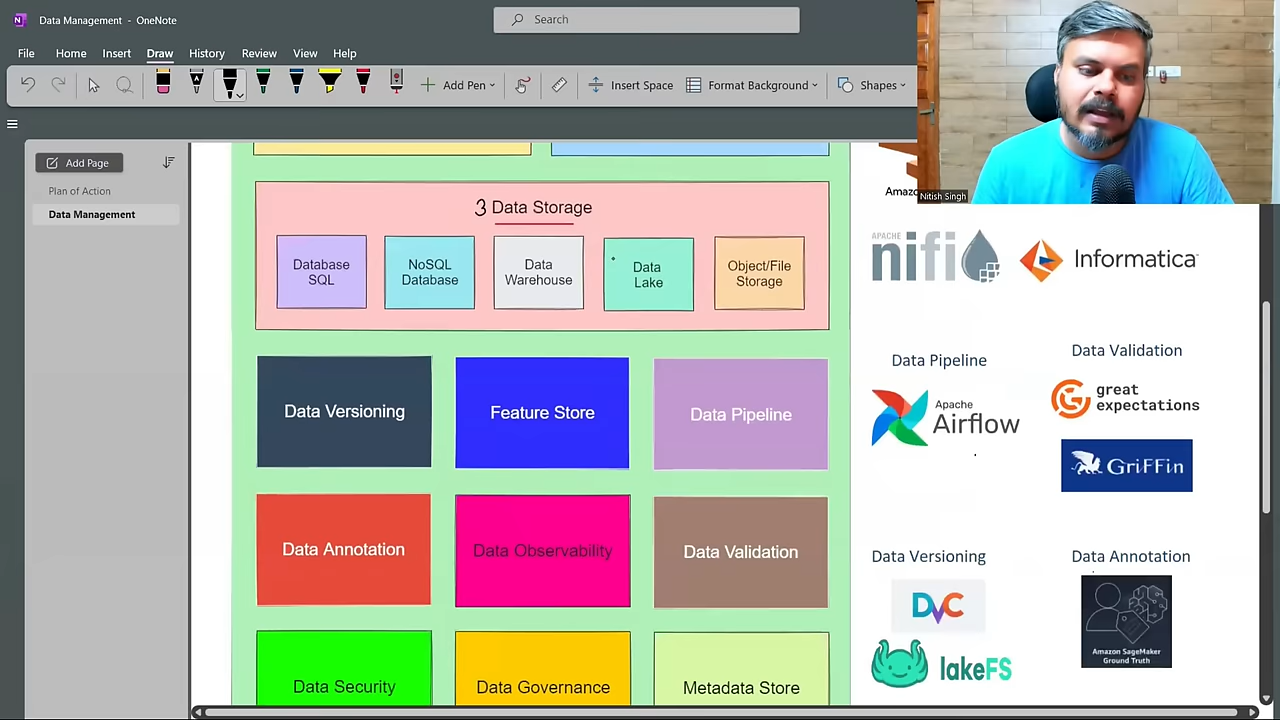 Data Management - OneNote
Search
File Home Insert Draw History Review View Help
Add Pen
Insert Space
Format Background
Shapes
Add Page
Plan of Action
Data Management
3 Data Storage
Database
SQL
NoSQL
Database
Data
Warehouse
Data
Lake
Object/File
Storage
Data Versioning
Feature Store
Data Pipeline
Data Annotation
Data Observability
Data Validation
Data Security
Data Governance
Metadata Store
Nitish Singh
APACHE
nifi
Informatica
Data Pipeline
Data Validation
Apache
Airflow
great
expectations
GRIFFIN
Data Versioning
Data Annotation
DVC
lakeFS
Amazon SageMaker
Ground Truth